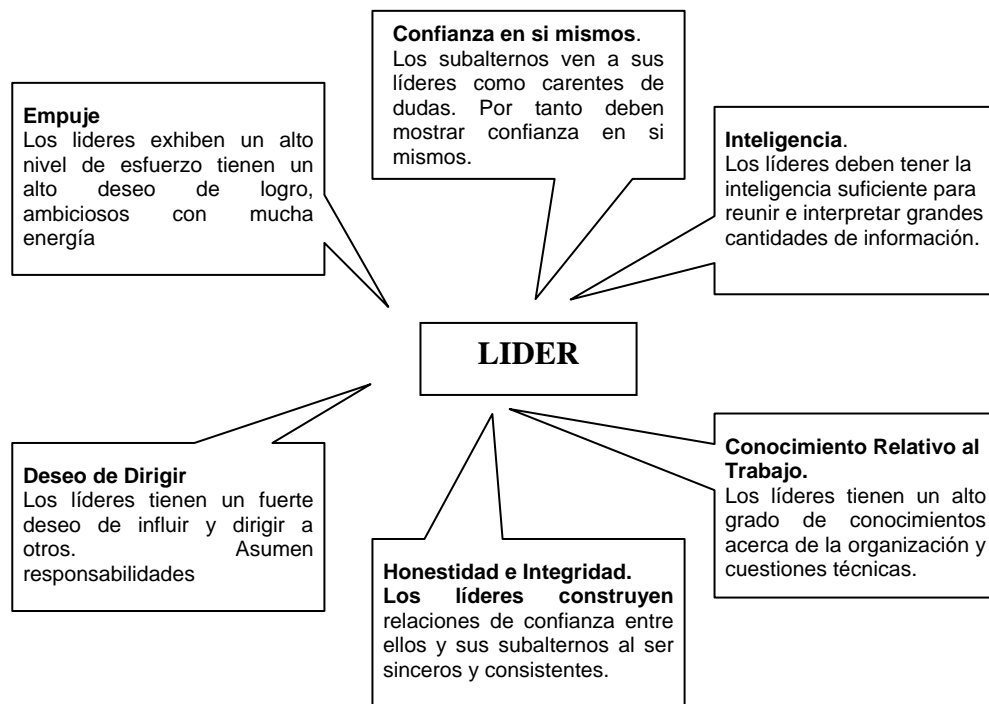 Confianza en si mismos.
Los subalternos ven a sus
líderes como carentes de
dudas. Por tanto deben
mostrar confianza en si
mismos.
Empuje
Los lideres exhiben un alto
nivel de esfuerzo tienen un
alto deseo de logro,
ambiciosos con mucha
energía
Inteligencia.
Los líderes deben tener la
inteligencia suficiente para
reunir e interpretar grandes
cantidades de información.
LIDER
Deseo de Dirigir
Los líderes tienen un fuerte
deseo de influir y dirigir a
otros. Asumen
responsabilidades
Honestidad e Integridad.
Los líderes construyen
relaciones de confianza entre
ellos y sus subalternos al ser
sinceros y consistentes.
Conocimiento Relativo al
Trabajo.
Los líderes tienen un alto
grado de conocimientos
acerca de la organización y
cuestiones técnicas.